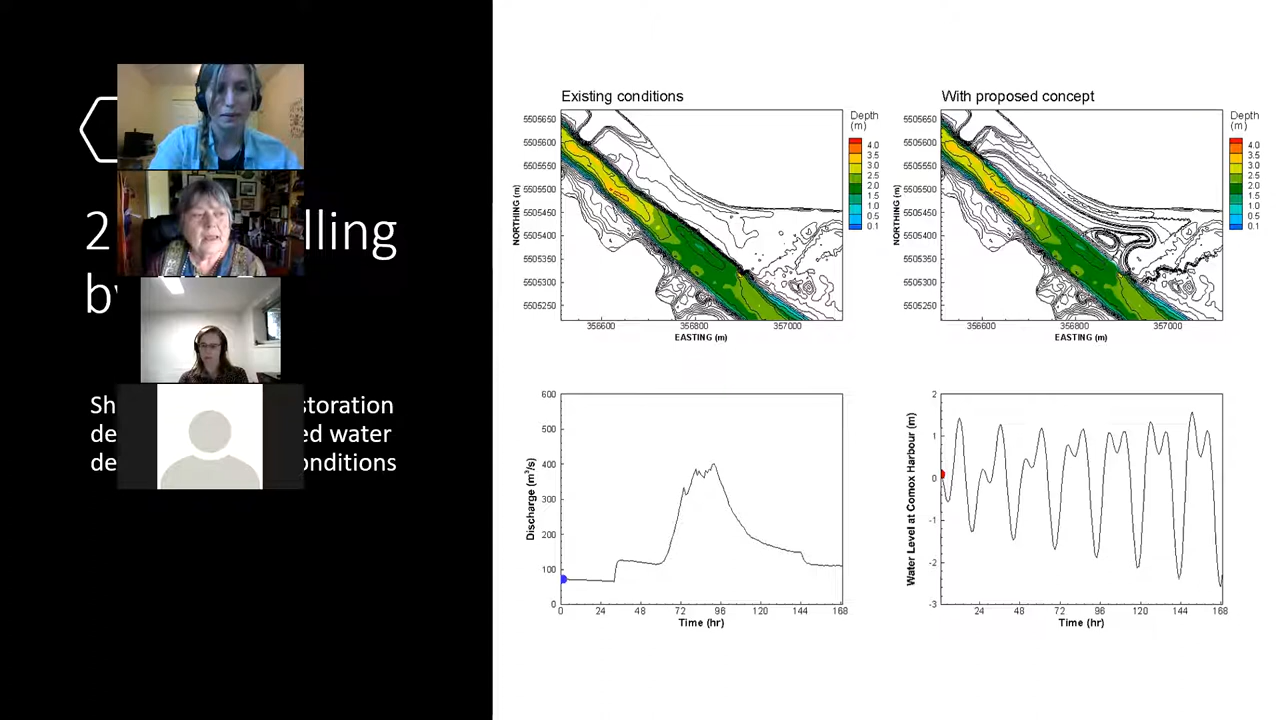 2
lling
by
Sh
storation
de
ed water
de
onditions
Existing conditions
Depth
(m)
4.0
3.5
3.0
2.5
2.0
1.5
1.0
0.5
0.1
NORTHING (m)
5505650
5505600
5505550
5505500
5505450
5505400
5505350
5505300
5505250
356600
356800
357000
EASTING (m)
With proposed concept
Depth
(m)
4.0
3.5
3.0
2.5
2.0
1.5
1.0
0.5
0.1
NORTHING (m)
5505650
5505600
5505550
5505500
5505450
5505400
5505350
5505300
5505250
356600
356800
357000
EASTING (m)
Discharge (m³/s)
600
500
400
300
200
100
0
0 24 48 72 96 120 144 168
Time (hr)
Water Level at Comox Harbour (m)
2
1
0
-1
-2
-3
24 48 72 96 120 144 168
Time (hr)